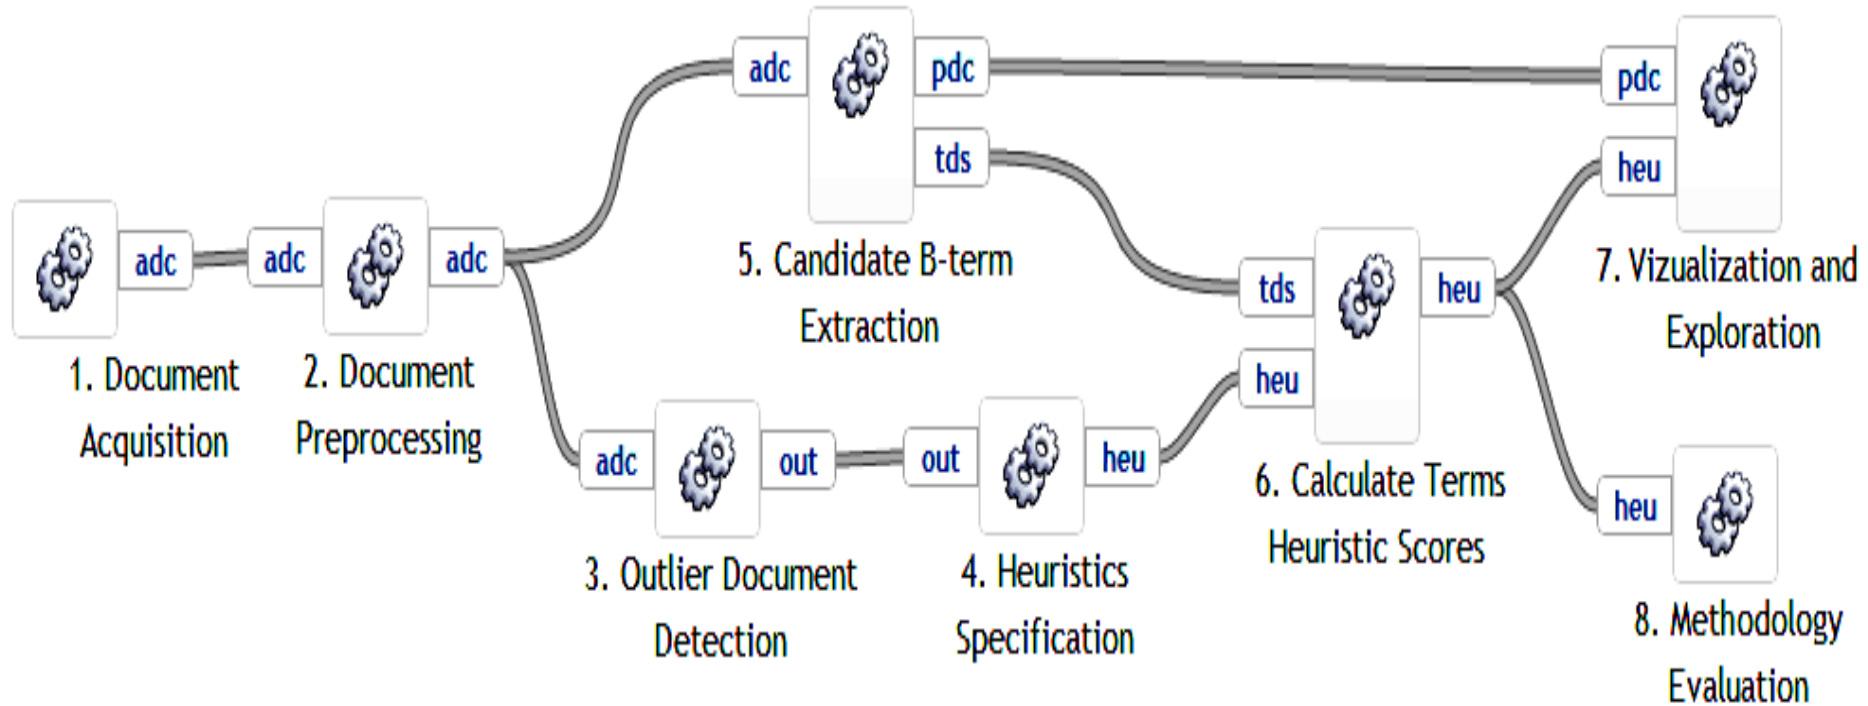 adc
pdc
pdc
tds
heu
adc
adc
adc
5. Candidate B-term
Extraction
tds
heu
7. Vizualization and
Exploration
1. Document
Acquisition
2. Document
Preprocessing
heu
adc
out
out
heu
6. Calculate Terms
Heuristic Scores
heu
3. Outlier Document
Detection
4. Heuristics
Specification
8. Methodology
Evaluation